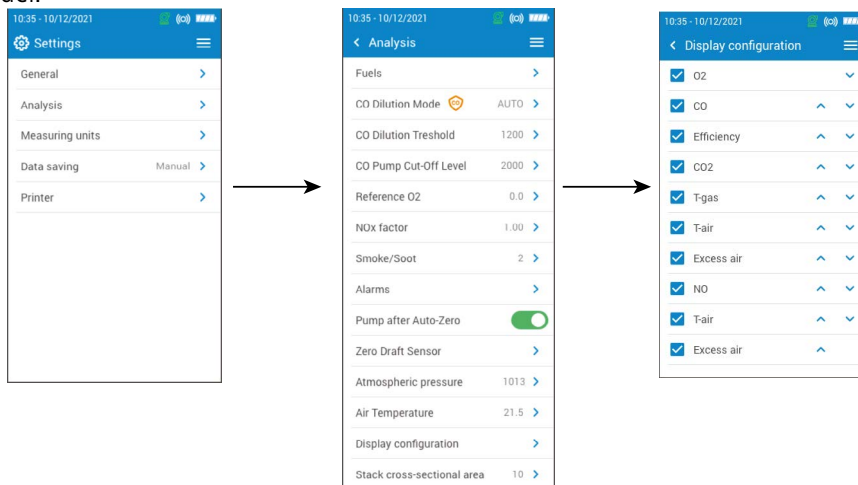 10:35 - 10/12/2021
Settings
General
Analysis
Measuring units
Data saving Manual
Printer
10:35 - 10/12/2021
Analysis
Fuels
CO Dilution Mode CO AUTO
CO Dilution Treshold 1200
CO Pump Cut-Off Level 2000
Reference O2 0.0
NOx factor 1.00
Smoke/Soot 2
Alarms
Pump after Auto-Zero
Zero Draft Sensor
Atmospheric pressure 1013
Air Temperature 21.5
Display configuration
Stack cross-sectional area 10
10:35 - 10/12/2021
Display configuration
O2
CO
Efficiency
CO2
T-gas
T-air
Excess air
NO
T-air
Excess air